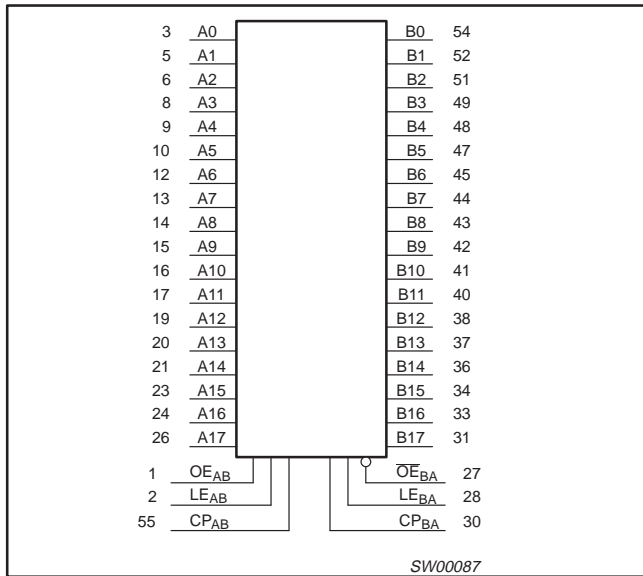 3 A0 B0 54
5 A1 B1 52
6 A2 B2 51
8 A3 B3 49
9 A4 B4 48
10 A5 B5 47
12 A6 B6 45
13 A7 B7 44
14 A8 B8 43
15 A9 B9 42
16 A10 B10 41
17 A11 B11 40
19 A12 B12 38
20 A13 B13 37
21 A14 B14 36
23 A15 B15 34
24 A16 B16 33
26 A17 B17 31
1 OEAB O̅E̅BA 27
2 LEAB LEBA 28
55 CPAB CPBA 30
SW00087